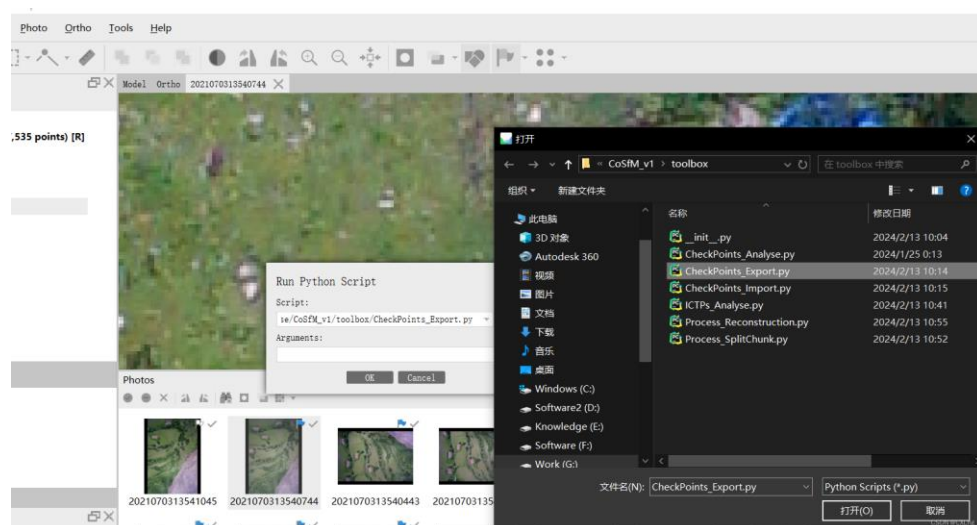 Photo Ortho Tools Help
Model Ortho 2021070313540744
,535 points) [R]
Run Python Script
Script:
se/CoSfM_v1/toolbox/CheckPoints_Export.py
Arguments:
OK Cancel
Photos
2021070313541045 2021070313540744 2021070313540443 20210703135
打开
CoSfM_v1 > toolbox
在 toolbox 中搜索
组织 新建文件夹
此电脑
3D 对象
Autodesk 360
视频
图片
文档
下载
音乐
桌面
Windows (C:)
Software2 (D:)
Knowledge (E:)
Software (F:)
Work (G:)
名称 修改日期
__init__.py 2024/2/13 10:04
CheckPoints_Analyse.py 2024/1/25 0:13
CheckPoints_Export.py 2024/2/13 10:14
CheckPoints_Import.py 2024/2/13 10:15
ICTPs_Analyse.py 2024/2/13 10:41
Process_Reconstruction.py 2024/2/13 10:55
Process_SplitChunk.py 2024/2/13 10:52
文件名(N): CheckPoints_Export.py Python Scripts (*.py)
打开(O) 取消